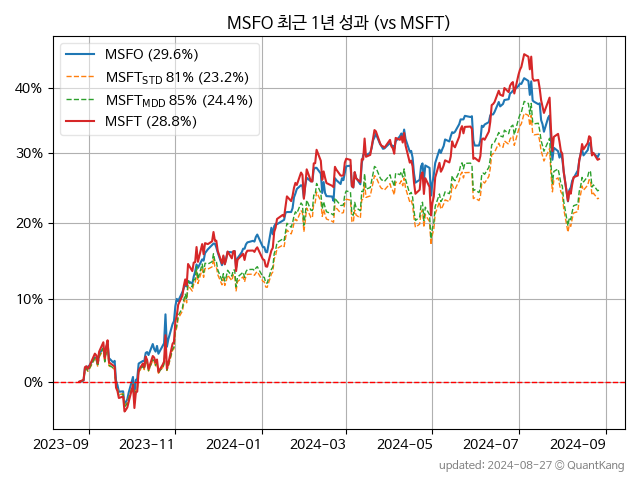 MSFO 최근 1년 성과 (vs MSFT)
MSFO (29.6%)
MSFT_STD 81% (23.2%)
MSFT_MDD 85% (24.4%)
MSFT (28.8%)
40%
30%
20%
10%
0%
2023-09 2023-11 2024-01 2024-03 2024-05 2024-07 2024-09
updated: 2024-08-27 © QuantKang